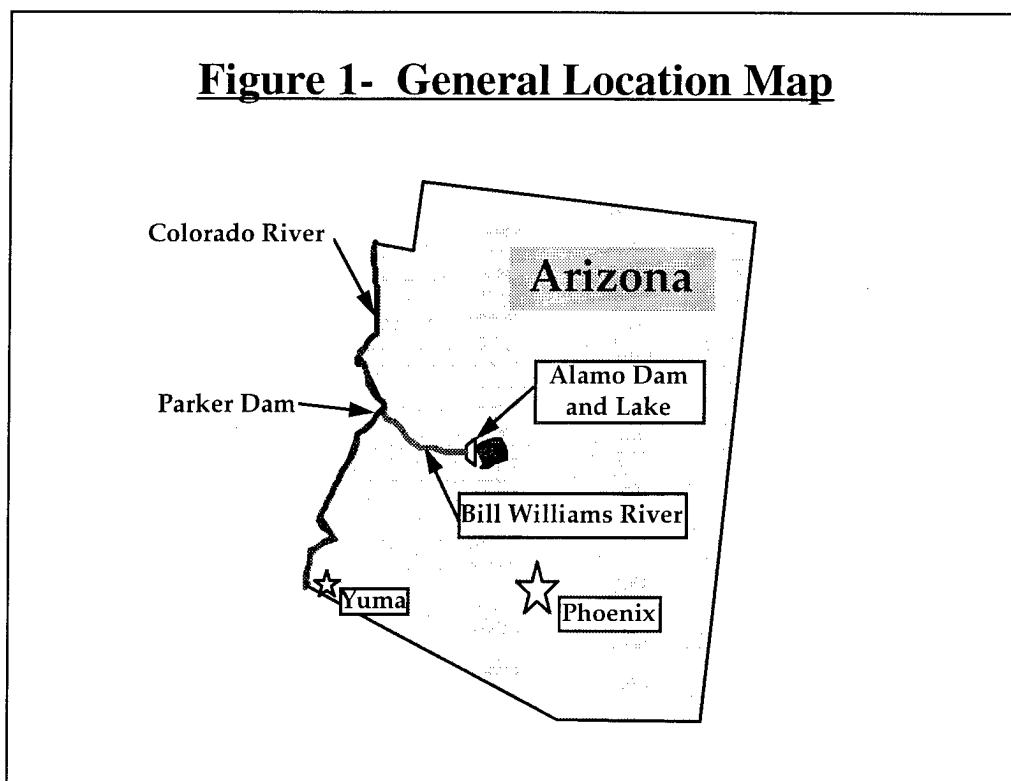 Figure 1- General Location Map
Colorado River
Arizona
Alamo Dam
and Lake
Parker Dam
Bill Williams River
Yuma
Phoenix